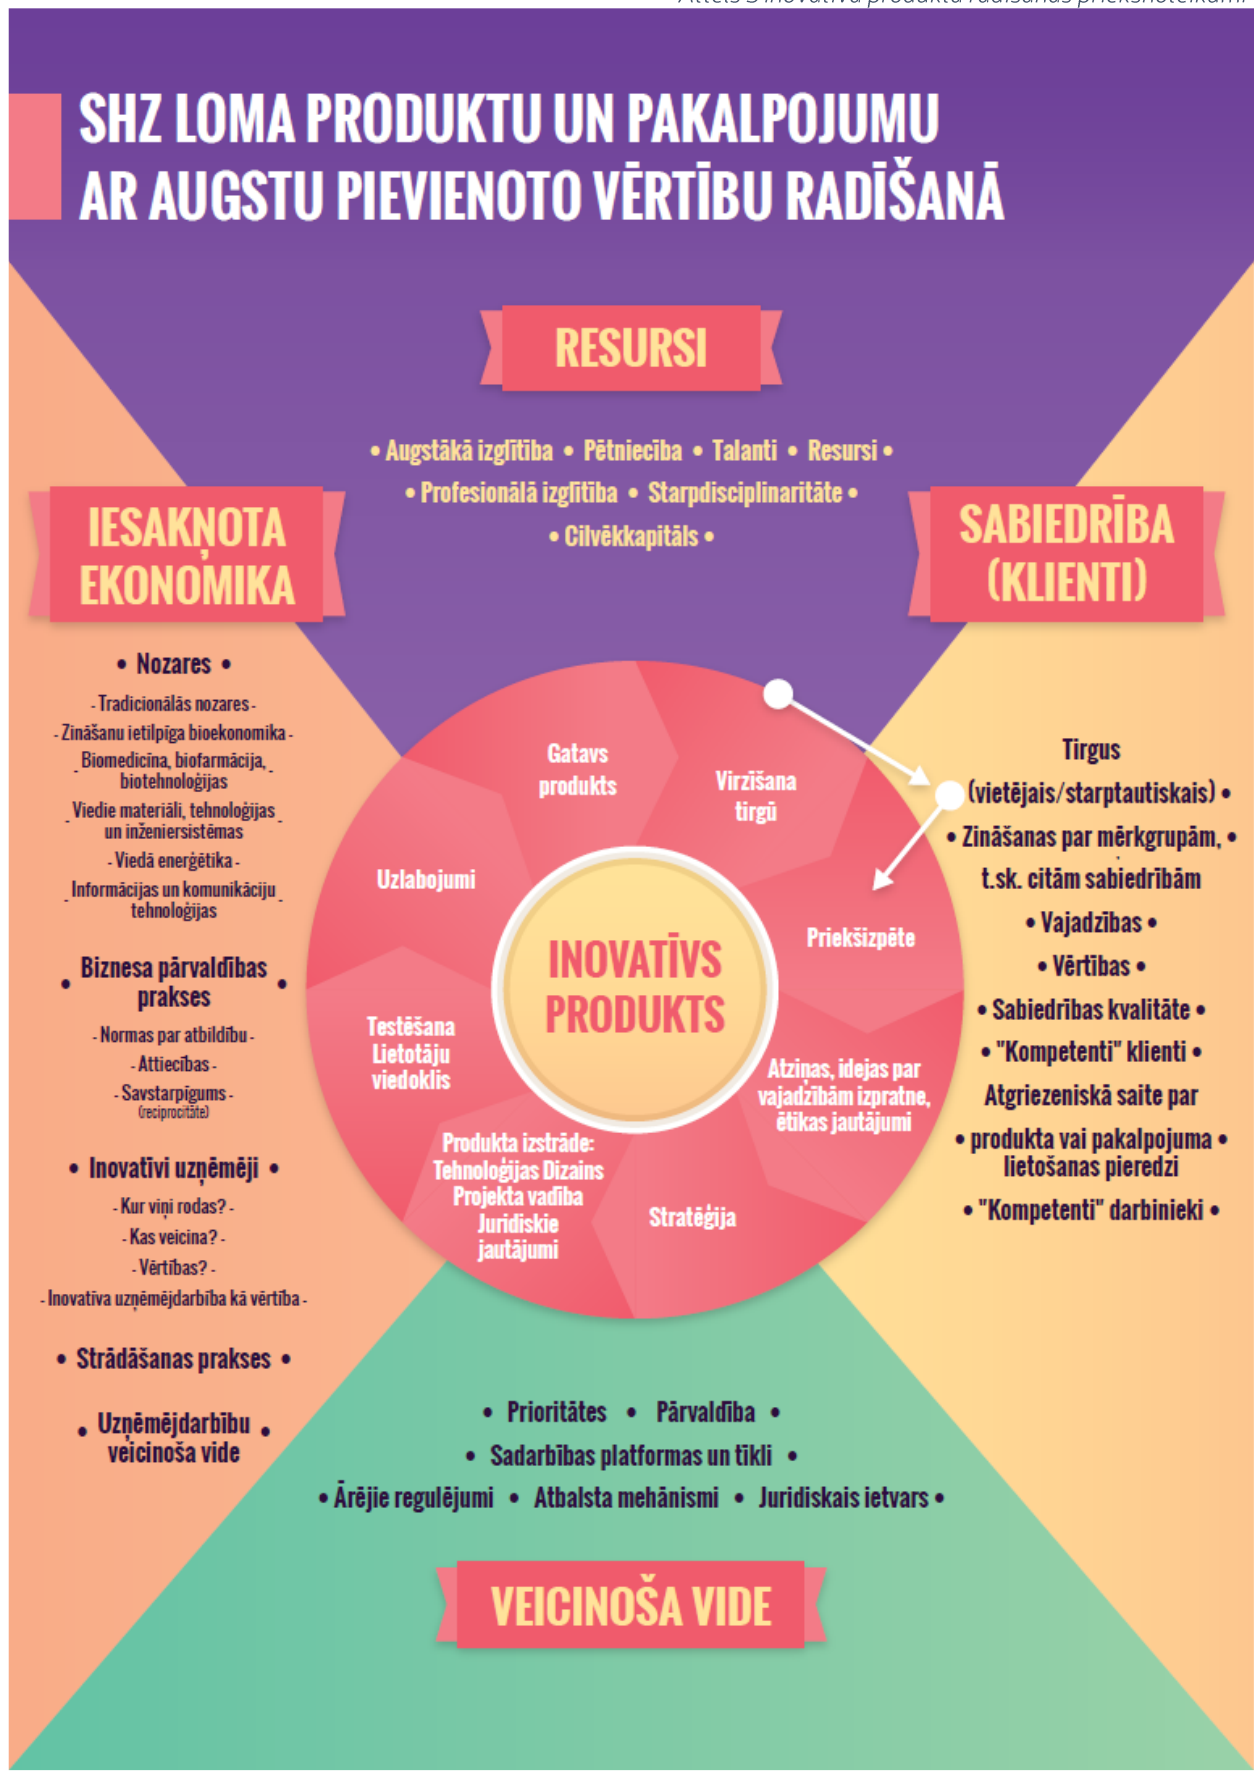 SHZ LOMA PRODUKTU UN PAKALPOJUMU
AR AUGSTU PIEVIENOTO VĒRTĪBU RADĪŠANĀ
RESURSI
• Augstākā izglītība • Pētniecība • Talanti • Resursi •
• Profesionālā izglītība • Starpdisciplinaritāte •
• Cilvēkkapitāls •
IESAKŅOTA
EKONOMIKA
• Nozares •
- Tradicionālās nozares -
- Zināšanu ietilpīga bioekonomika -
- Biomedicīna, biofarmācija, -
biotehnoloģijas
- Viedie materiāli, tehnoloģijas -
un inženiersistēmas
- Viedā enerģētika -
- Informācijas un komunikāciju -
tehnoloģijas
• Biznesa pārvaldības •
prakses
- Normas par atbildību -
- Attiecības -
- Savstarpīgums -
(reciprocitāte)
• Inovatīvi uzņēmēji •
- Kur viņi rodas? -
- Kas veicina? -
- Vērtības? -
- Inovatīva uzņēmējdarbība kā vērtība -
• Strādāšanas prakses •
• Uzņēmējdarbību •
veicinoša vide
SABIEDRĪBA
(KLIENTI)
Tirgus
(vietējais/starptautiskais) •
• Zināšanas par mērkgrupām, •
t.sk. citām sabiedrībām
• Vajadzības •
• Vērtības •
• Sabiedrības kvalitāte •
• "Kompetenti" klienti •
Atgriezeniskā saite par
• produkta vai pakalpojuma •
lietošanas pieredzi
• "Kompetenti" darbinieki •
Gatavs
produkts
Virzīšana
tirgū
Priekšizpēte
Atziņas, idejas par
vajadzībām izpratne,
ētikas jautājumi
Stratēģija
Produkta izstrāde:
Tehnoloģijas Dizains
Projekta vadība
Juridiskie
jautājumi
Testēšana
Lietotāju
viedoklis
Uzlabojumi
INOVATĪVS
PRODUKTS
• Prioritātes • Pārvaldība •
• Sadarbības platformas un tīkli •
• Ārējie regulējumi • Atbalsta mehānismi • Juridiskais ietvars •
VEICINOŠA VIDE